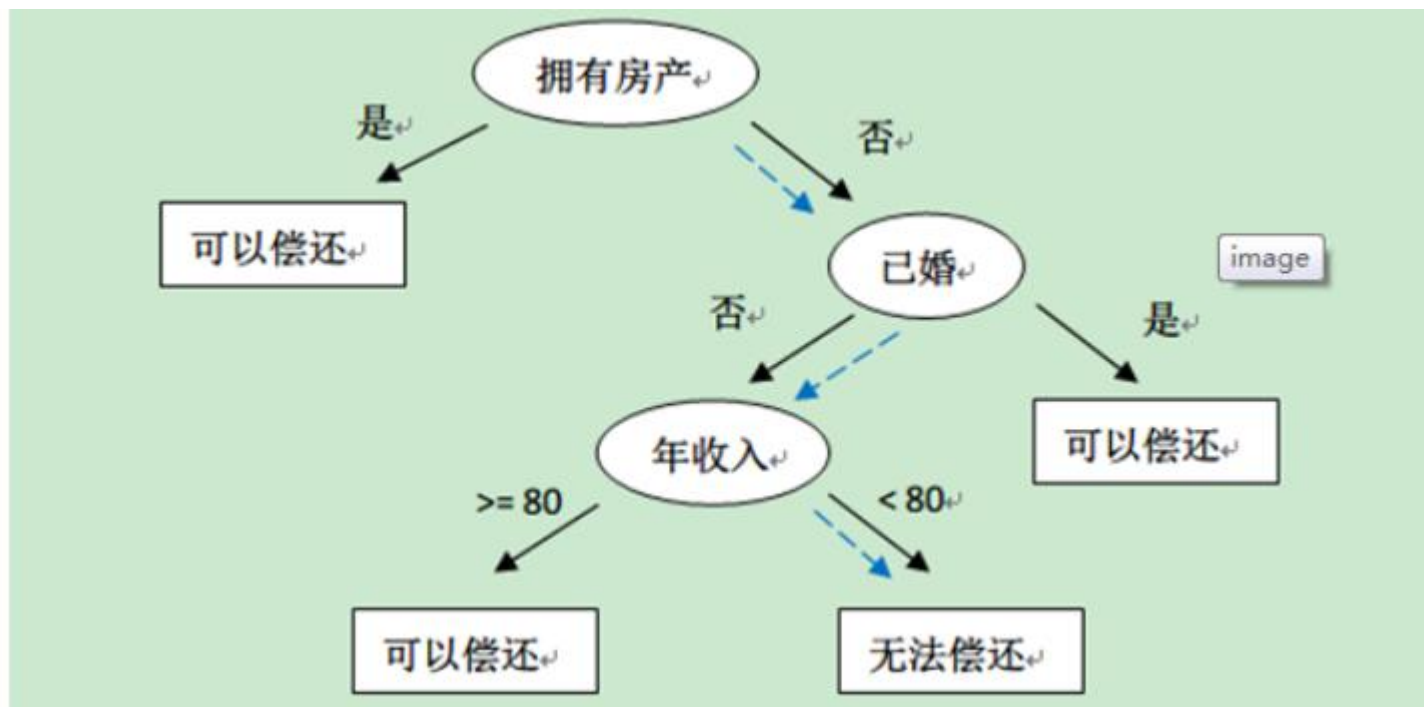 拥有房产
是
否
可以偿还
已婚
image
否
是
年收入
可以偿还
>= 80
< 80
可以偿还
无法偿还